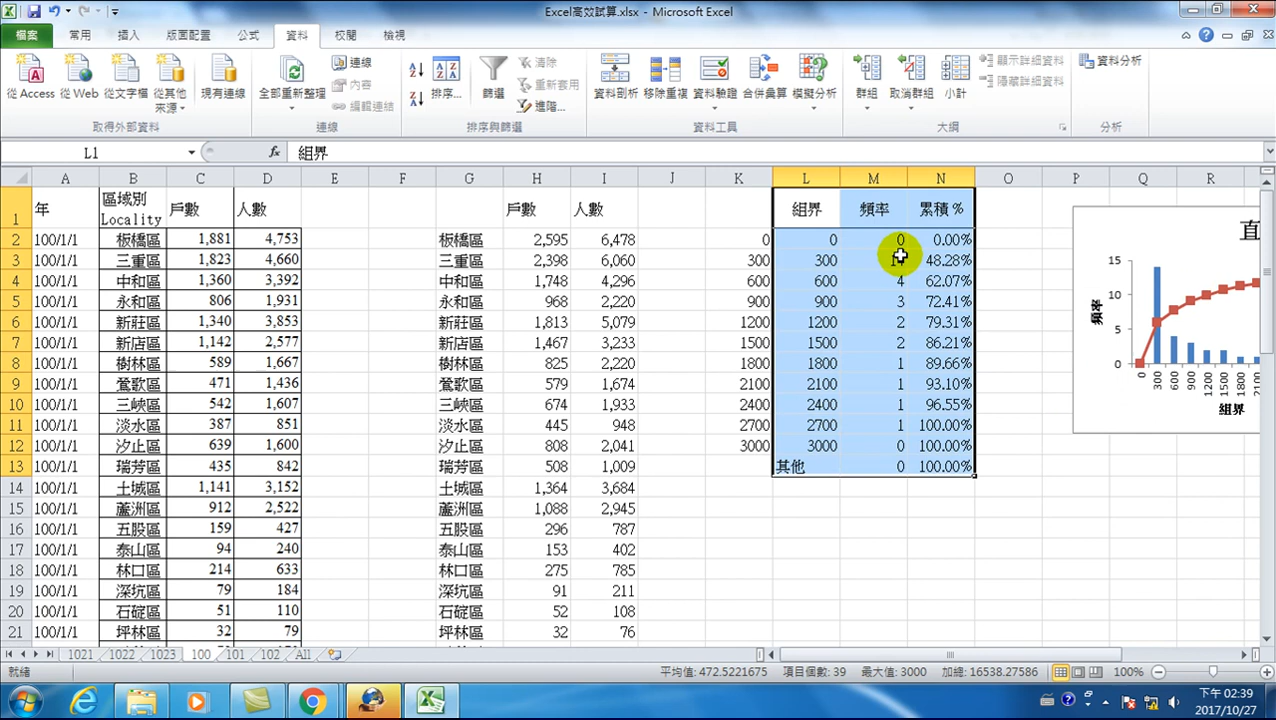 Excel高效試算.xlsx - Microsoft Excel
檔案 常用 插入 版面配置 公式 資料 校閱 檢視
從 Access 從 Web 從文字檔 從其他來源 現有連線 全部重新整理 連線 內容 編輯連結 排序... 篩選 清除 重新套用 進階... 資料剖析 移除重複 資料驗證 合併彙算 模擬分析 群組 取消群組 小計 顯示詳細資料 隱藏詳細資料 資料分析
取得外部資料 連線 排序與篩選 資料工具 大綱 分析
L1 fx 組界
A B C D E F G H I J K L M N O P Q R
1 年 區域別 Locality 戶數 人數 戶數 人數 組界 頻率 累積 %
2 100/1/1 板橋區 1,881 4,753 板橋區 2,595 6,478 0 0 0 0.00%
3 100/1/1 三重區 1,823 4,660 三重區 2,398 6,060 300 300 48.28%
4 100/1/1 中和區 1,360 3,392 中和區 1,748 4,296 600 600 4 62.07%
5 100/1/1 永和區 806 1,931 永和區 968 2,220 900 900 3 72.41%
6 100/1/1 新莊區 1,340 3,853 新莊區 1,813 5,079 1200 1200 2 79.31%
7 100/1/1 新店區 1,142 2,577 新店區 1,467 3,233 1500 1500 2 86.21%
8 100/1/1 樹林區 589 1,667 樹林區 825 2,220 1800 1800 1 89.66%
9 100/1/1 鶯歌區 471 1,436 鶯歌區 579 1,674 2100 2100 1 93.10%
10 100/1/1 三峽區 542 1,607 三峽區 674 1,933 2400 2400 1 96.55%
11 100/1/1 淡水區 387 851 淡水區 445 948 2700 2700 1 100.00%
12 100/1/1 汐止區 639 1,600 汐止區 808 2,041 3000 3000 0 100.00%
13 100/1/1 瑞芳區 435 842 瑞芳區 508 1,009 其他 0 100.00%
14 100/1/1 土城區 1,141 3,152 土城區 1,364 3,684
15 100/1/1 蘆洲區 912 2,522 蘆洲區 1,088 2,945
16 100/1/1 五股區 159 427 五股區 296 787
17 100/1/1 泰山區 94 240 泰山區 153 402
18 100/1/1 林口區 214 633 林口區 275 785
19 100/1/1 深坑區 79 184 深坑區 91 211
20 100/1/1 石碇區 51 110 石碇區 52 108
21 100/1/1 坪林區 32 79 坪林區 32 76
直
15
10
5
0
頻率
0 300 600 900 1200 1500 1800
組界
1021 1022 1023 100 101 102 All
就緒 平均值: 472.5221675 項目個數: 39 最大值: 3000 加總: 16538.27586 100%
下午 02:39
2017/10/27